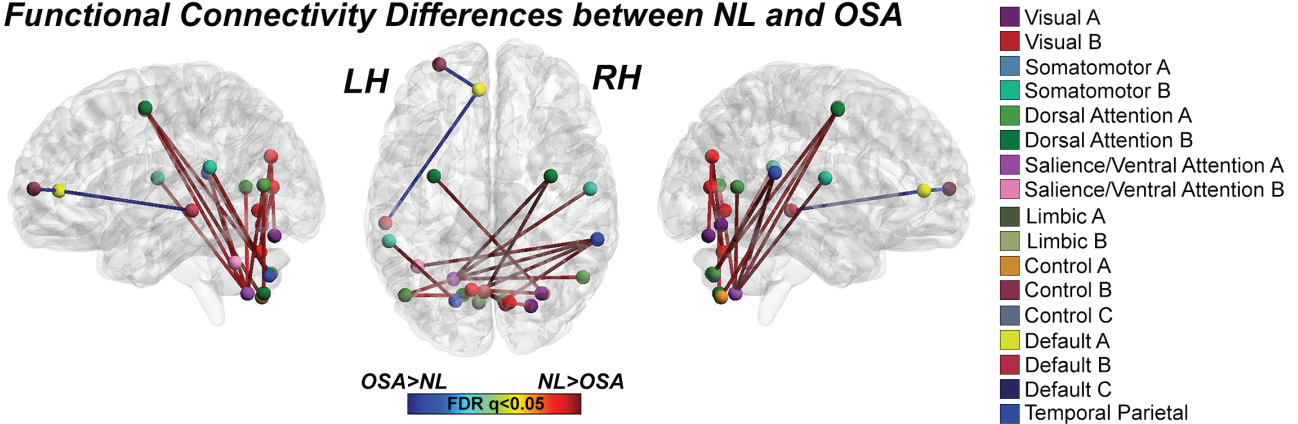 Functional Connectivity Differences between NL and OSA
LH
RH
OSA>NL
NL>OSA
FDR q<0.05
Visual A
Visual B
Somatomotor A
Somatomotor B
Dorsal Attention A
Dorsal Attention B
Salience/Ventral Attention A
Salience/Ventral Attention B
Limbic A
Limbic B
Control A
Control B
Control C
Default A
Default B
Default C
Temporal Parietal